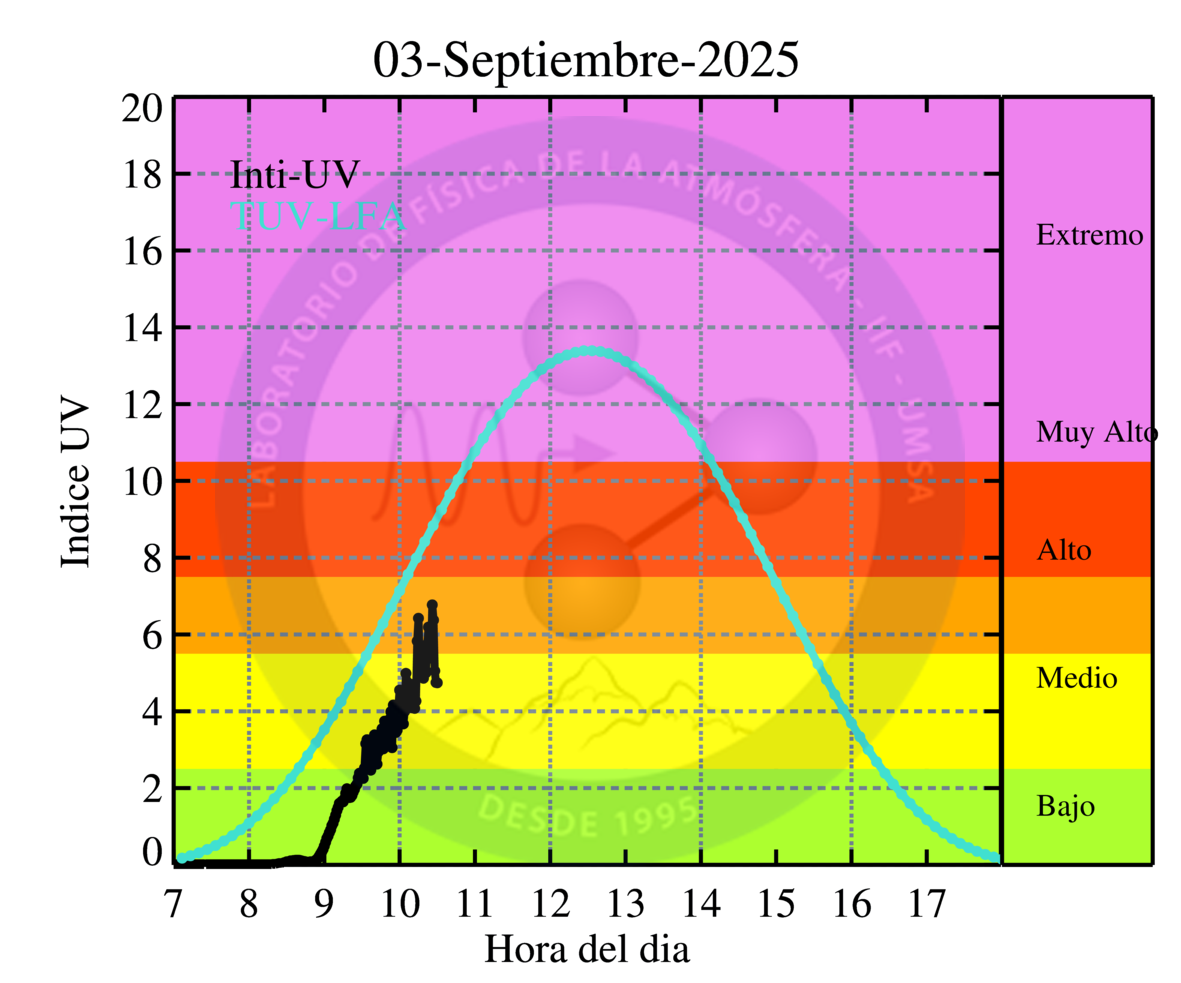 03-Septiembre-2025
Inti-UV
TUV-LFA
LABORATORIO DE FÍSICA DE LA ATMÓSFERA - IIF - UMSA
DESDE 1995
Indice UV
20
18
16
14
12
10
8
6
4
2
0
Extremo
Muy Alto
Alto
Medio
Bajo
7 8 9 10 11 12 13 14 15 16 17
Hora del dia